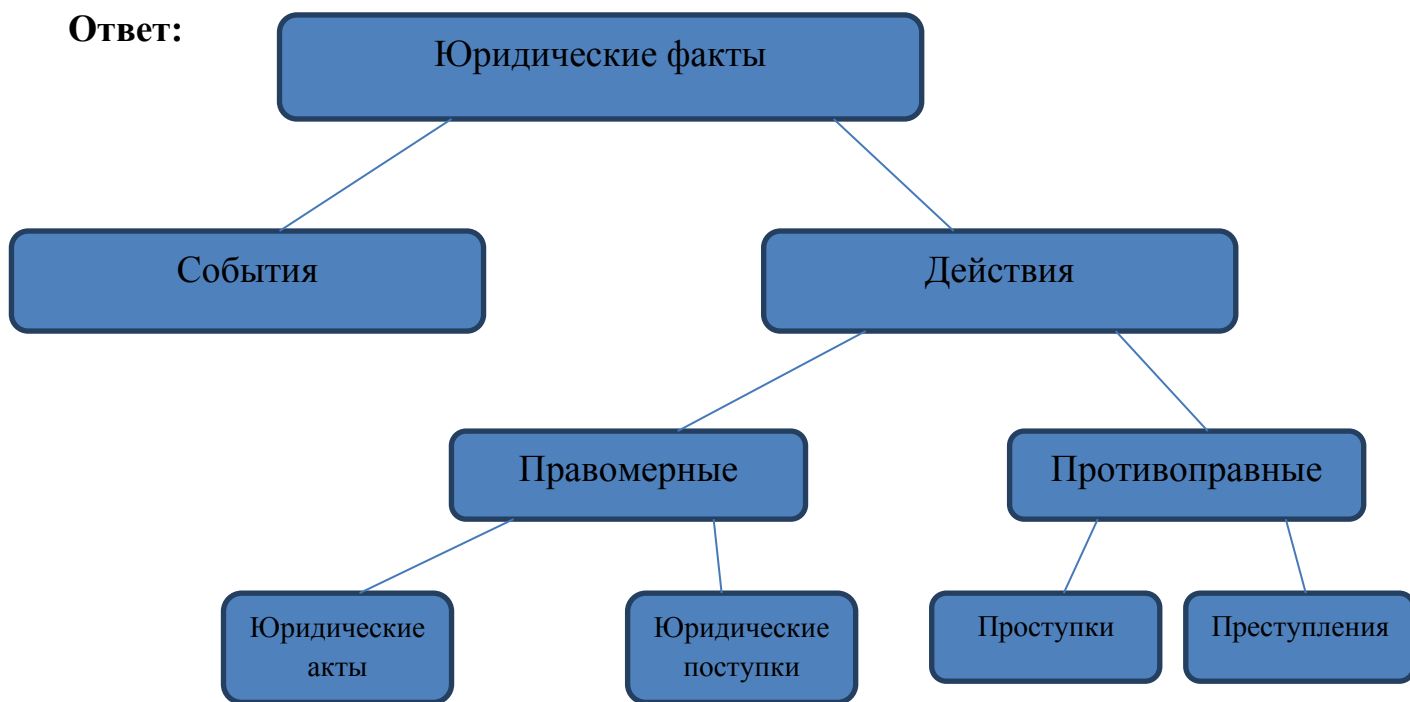 Ответ:
Юридические факты
События
Действия
Правомерные
Противоправные
Юридические
акты
Юридические
поступки
Проступки
Преступления